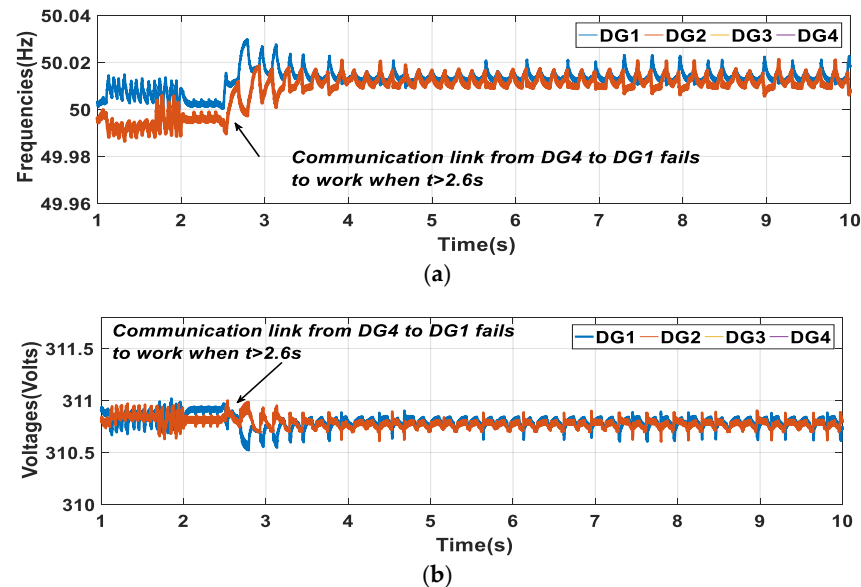 50.04
50.02
50
49.98
49.96
Frequencies(Hz)
DG1 DG2 DG3 DG4
Communication link from DG4 to DG1 fails
to work when t>2.6s
1 2 3 4 5 6 7 8 9 10
Time(s)
(a)
311.5
311
310.5
310
Voltages(Volts)
Communication link from DG4 to DG1 fails
to work when t>2.6s
DG1 DG2 DG3 DG4
1 2 3 4 5 6 7 8 9 10
Time(s)
(b)